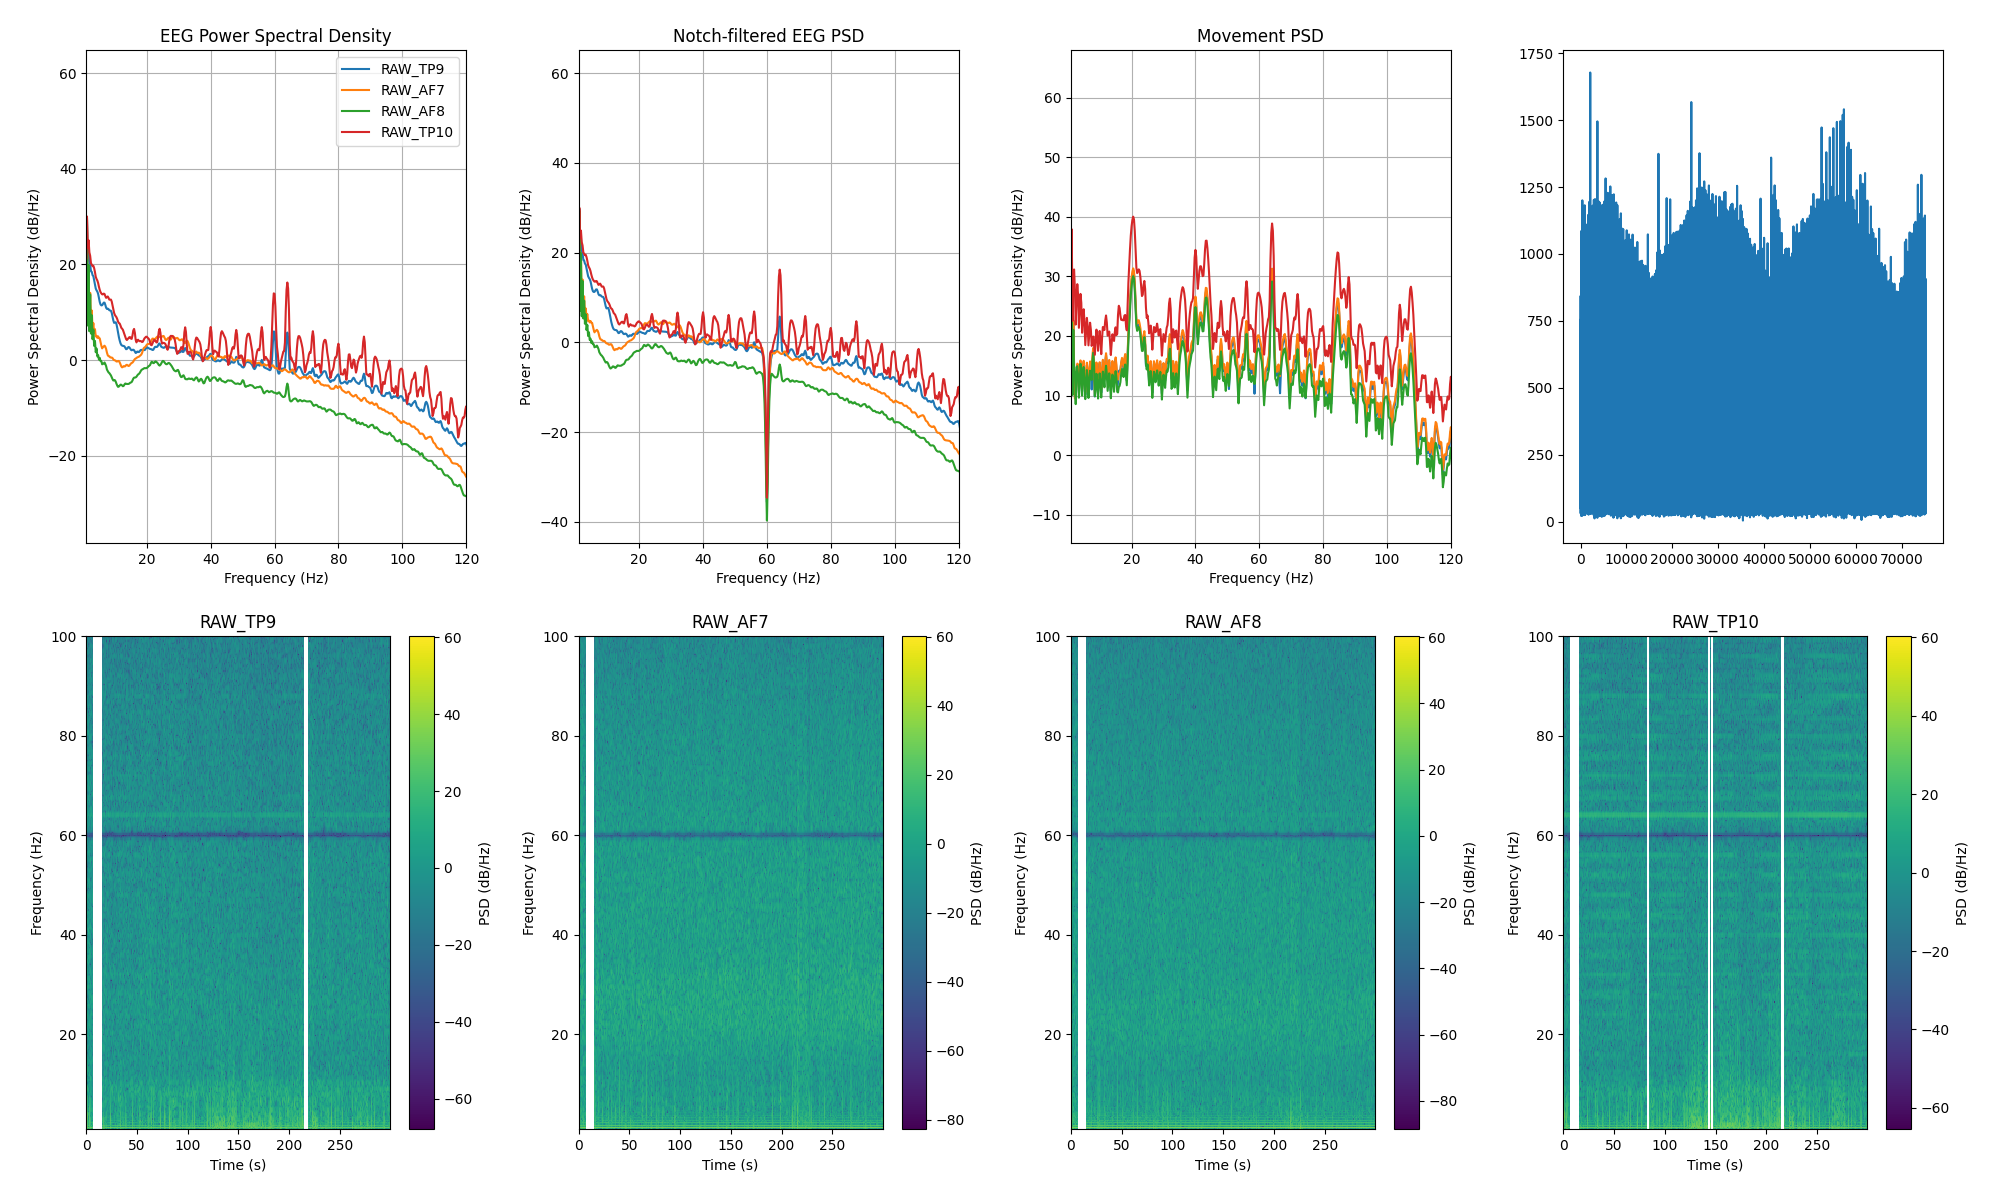 EEG Power Spectral Density
Power Spectral Density (dB/Hz)
60
40
20
0
−20
RAW_TP9
RAW_AF7
RAW_AF8
RAW_TP10
20 40 60 80 100 120
Frequency (Hz)
Notch-filtered EEG PSD
Power Spectral Density (dB/Hz)
60
40
20
0
−20
−40
20 40 60 80 100 120
Frequency (Hz)
Movement PSD
Power Spectral Density (dB/Hz)
60
50
40
30
20
10
0
−10
20 40 60 80 100 120
Frequency (Hz)
1750
1500
1250
1000
750
500
250
0
0 10000 20000 30000 40000 50000 60000 70000
RAW_TP9
Frequency (Hz)
100
80
60
40
20
0 50 100 150 200 250
Time (s)
60
40
20
0
−20
−40
−60
PSD (dB/Hz)
RAW_AF7
Frequency (Hz)
100
80
60
40
20
0 50 100 150 200 250
Time (s)
60
40
20
0
−20
−40
−60
−80
PSD (dB/Hz)
RAW_AF8
Frequency (Hz)
100
80
60
40
20
0 50 100 150 200 250
Time (s)
60
40
20
0
−20
−40
−60
−80
PSD (dB/Hz)
RAW_TP10
Frequency (Hz)
100
80
60
40
20
0 50 100 150 200 250
Time (s)
60
40
20
0
−20
−40
−60
PSD (dB/Hz)